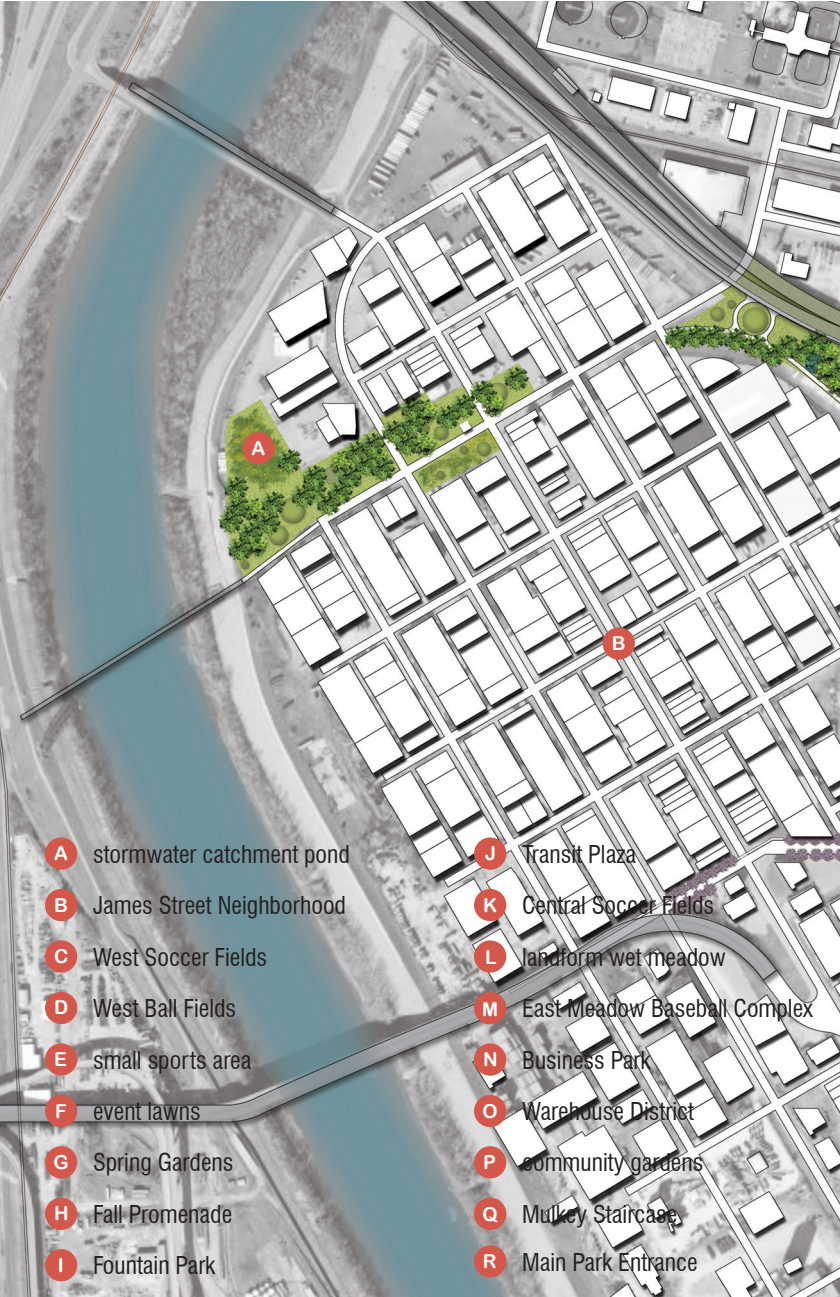 A
B
A stormwater catchment pond
B James Street Neighborhood
C West Soccer Fields
D West Ball Fields
E small sports area
F event lawns
G Spring Gardens
H Fall Promenade
I Fountain Park
J Transit Plaza
K Central Soccer Fields
L landform wet meadow
M East Meadow Baseball Complex
N Business Park
O Warehouse District
P community gardens
Q Mulkey Staircase
R Main Park Entrance